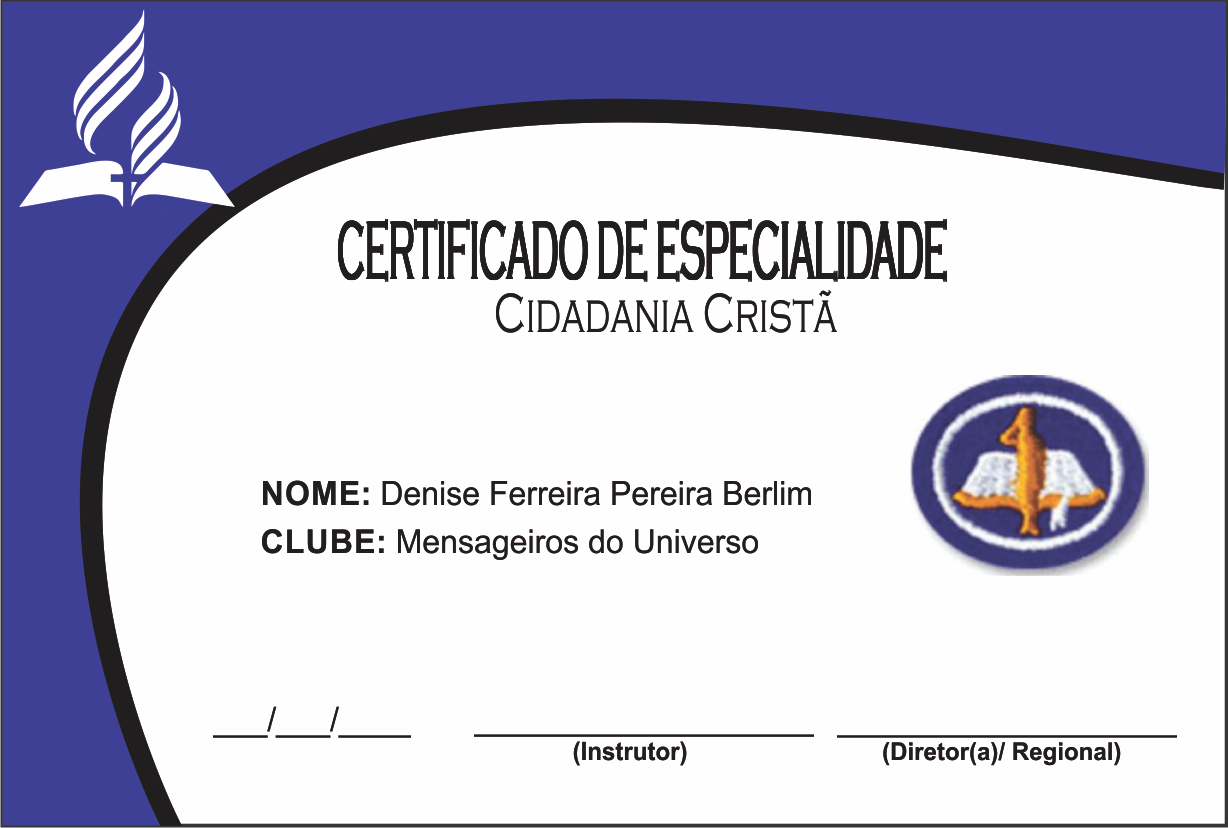 CERTIFICADO DE ESPECIALIDADE
CIDADANIA CRISTÃ
NOME: Denise Ferreira Pereira Berlim
CLUBE: Mensageiros do Universo
___/___/____
(Instrutor)
(Diretor(a)/ Regional)